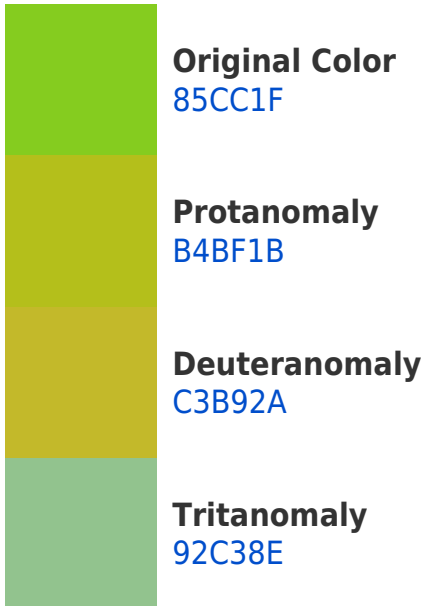 Original Color
85CC1F
Protanomaly
B4BF1B
Deuteranomaly
C3B92A
Tritanomaly
92C38E